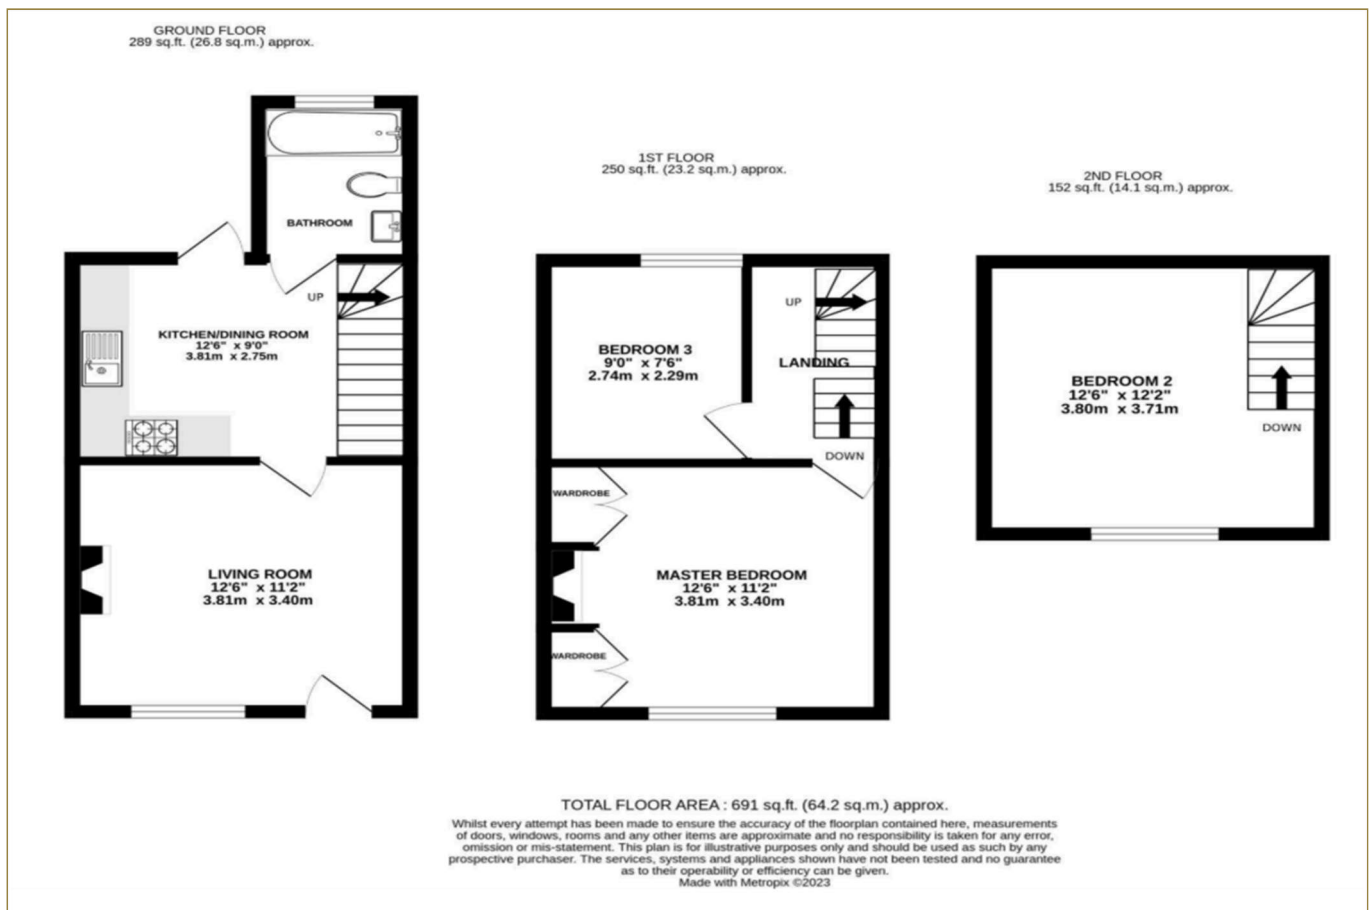 GROUND FLOOR
289 sq.ft. (26.8 sq.m.) approx.
BATHROOM
UP
KITCHEN/DINING ROOM
12'6" x 9'0"
3.81m x 2.75m
LIVING ROOM
12'6" x 11'2"
3.81m x 3.40m
1ST FLOOR
250 sq.ft. (23.2 sq.m.) approx.
UP
BEDROOM 3
9'0" x 7'6"
2.74m x 2.29m
LANDING
DOWN
WARDROBE
MASTER BEDROOM
12'6" x 11'2"
3.81m x 3.40m
WARDROBE
2ND FLOOR
152 sq.ft. (14.1 sq.m.) approx.
BEDROOM 2
12'6" x 12'2"
3.80m x 3.71m
DOWN
TOTAL FLOOR AREA : 691 sq.ft. (64.2 sq.m.) approx.
Whilst every attempt has been made to ensure the accuracy of the floorplan contained here, measurements
of doors, windows, rooms and any other items are approximate and no responsibility is taken for any error,
omission or mis-statement. This plan is for illustrative purposes only and should be used as such by any
prospective purchaser. The services, systems and appliances shown have not been tested and no guarantee
as to their operability or efficiency can be given.
Made with Metropix ©2023